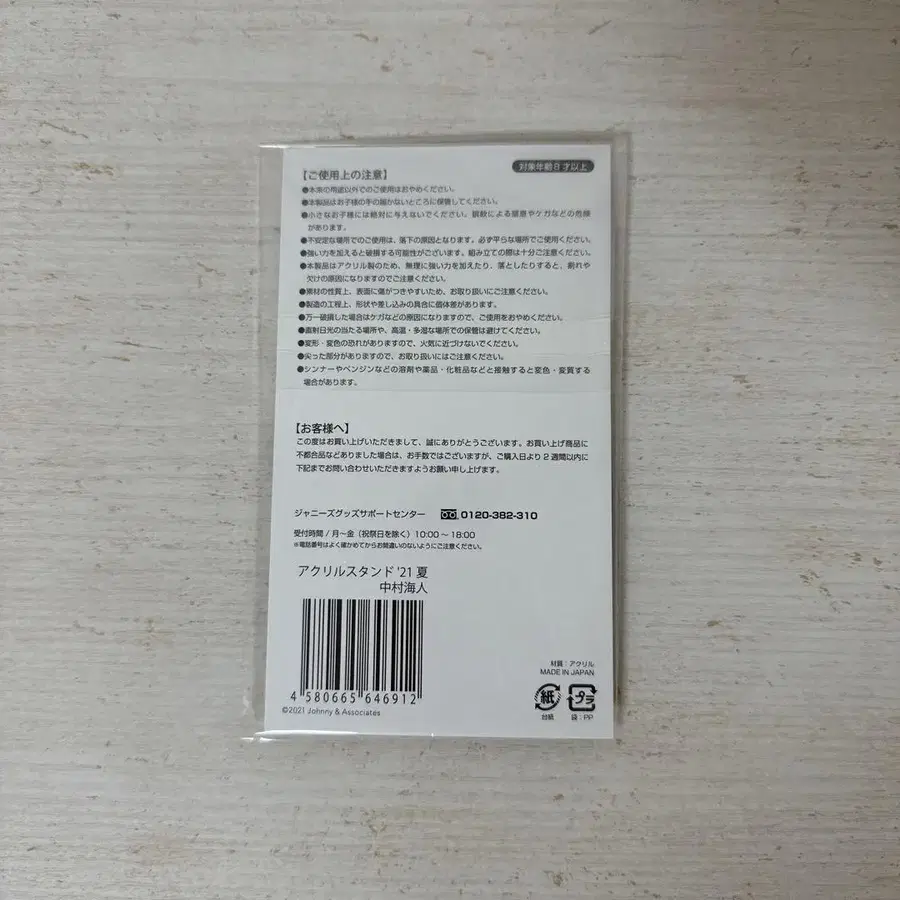 【ご使用上の注意】
対象年齢8才以上
●本来の用途以外でのご使用はおやめください。
●本製品はお子様の手の届かないところに保管してください。
●小さなお子様には絶対に与えないでください。誤飲による窒息やケガなどの危険
があります。
●不安定な場所でのご使用は、落下の原因となります。必ず平らな場所でご使用ください。
●強い力を加えると破損する可能性がございます。組み立ての際は十分ご注意ください。
●本製品はアクリル製のため、無理に強い力を加えたり、落としたりすると、割れや
欠けの原因になりますのでご注意ください。
●素材の性質上、表面に傷がつきやすいため、お取り扱いにご注意ください。
●製造の工程上、形状や差し込みの具合に個体差があります。
●万一破損した場合はケガなどの原因になりますので、ご使用をおやめください。
●直射日光の当たる場所や、高温・多湿な場所での保管は避けてください。
●変形・変色の恐れがありますので、火気に近づけないでください。
●尖った部分がありますので、お取り扱いにはご注意ください。
●シンナーやベンジンなどの溶剤や薬品・化粧品などと接触すると変色・変質する
場合があります。
【お客様へ】
この度はお買い上げいただきまして、誠にありがとうございます。お買い上げ商品に
不都合品などありました場合は、お手数ではございますが、ご購入日より2週間以内に
下記までお問い合わせいただきますようお願い申し上げます。
ジャニーズグッズサポートセンター 0120-382-310
受付時間/月〜金（祝祭日を除く）10:00〜18:00
※電話番号はよく確かめてからお間違いのないようにご注意ください。
アクリルスタンド'21 夏
中村海人
4 580665 646912
©2021 Johnny & Associates
材質：アクリル
MADE IN JAPAN
紙 プラ
台紙 袋：PP